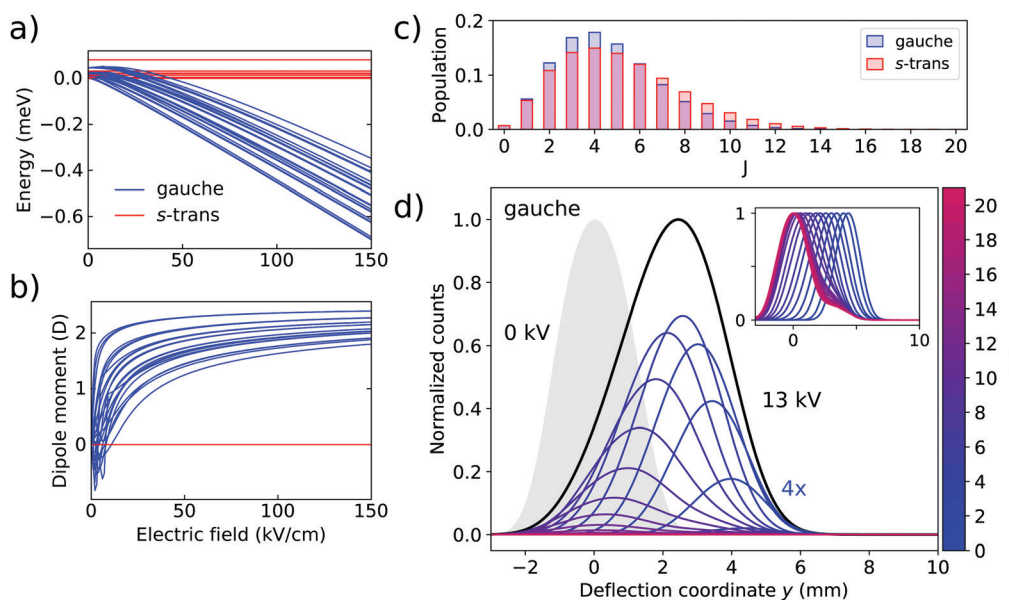 a)
Energy (meV)
0.0
−0.2
−0.4
−0.6
gauche
s-trans
0 50 100 150
b)
Dipole moment (D)
2
1
0
0 50 100 150
Electric field (kV/cm)
c)
Population
0.2
0.1
0.0
gauche
s-trans
0 2 4 6 8 10 12 14 16 18 20
J
d)
gauche
0 kV
13 kV
4x
Normalized counts
1.0
0.8
0.6
0.4
0.2
0.0
−2 0 2 4 6 8 10
Deflection coordinate y (mm)
1
0
0 10
20
18
16
14
12
10
8
6
4
2
0